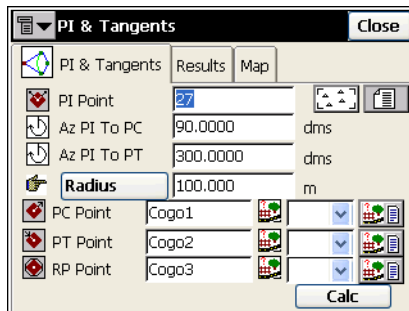 PI & Tangents Close
PI & Tangents Results Map
PI Point 27
Az PI To PC 90.0000 dms
Az PI To PT 300.0000 dms
Radius 100.000 m
PC Point Cogo1
PT Point Cogo2
RP Point Cogo3
Calc